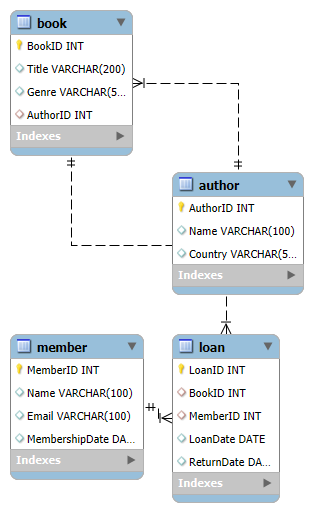 book
BookID INT
Title VARCHAR(200)
Genre VARCHAR(5...
AuthorID INT
Indexes
author
AuthorID INT
Name VARCHAR(100)
Country VARCHAR(5...
Indexes
member
MemberID INT
Name VARCHAR(100)
Email VARCHAR(100)
MembershipDate DA...
Indexes
loan
LoanID INT
BookID INT
MemberID INT
LoanDate DATE
ReturnDate DA...
Indexes